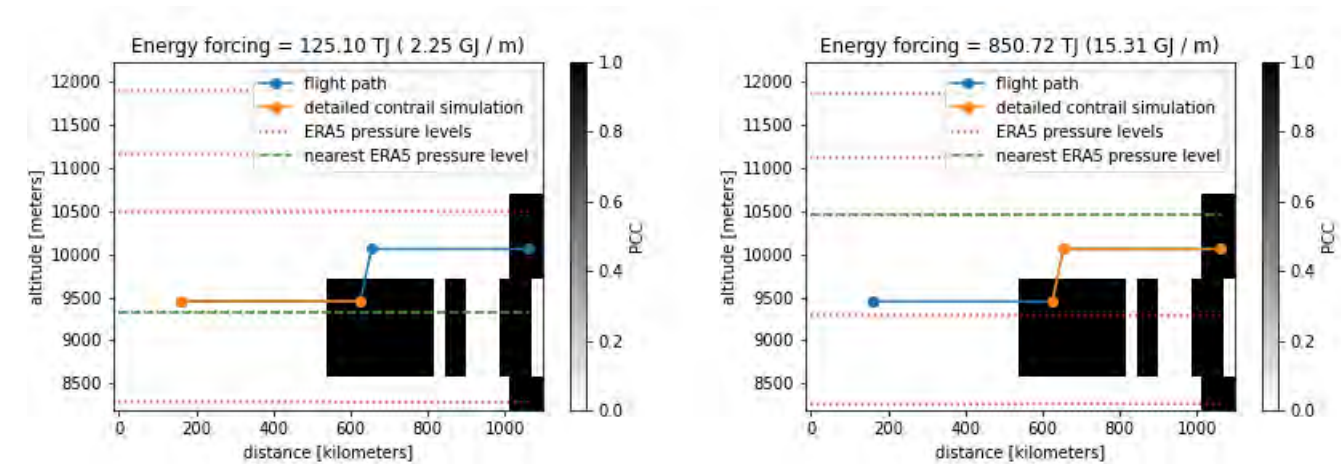 Energy forcing = 125.10 TJ ( 2.25 GJ / m)
12000
11500
11000
10500
10000
9500
9000
8500
altitude [meters]
flight path
detailed contrail simulation
ERA5 pressure levels
nearest ERA5 pressure level
0
200
400
600
800
1000
distance [kilometers]
1.0
0.8
0.6
0.4
0.2
0.0
PCC
Energy forcing = 850.72 TJ (15.31 GJ / m)
12000
11500
11000
10500
10000
9500
9000
8500
altitude [meters]
flight path
detailed contrail simulation
ERA5 pressure levels
nearest ERA5 pressure level
0
200
400
600
800
1000
distance [kilometers]
1.0
0.8
0.6
0.4
0.2
0.0
PCC